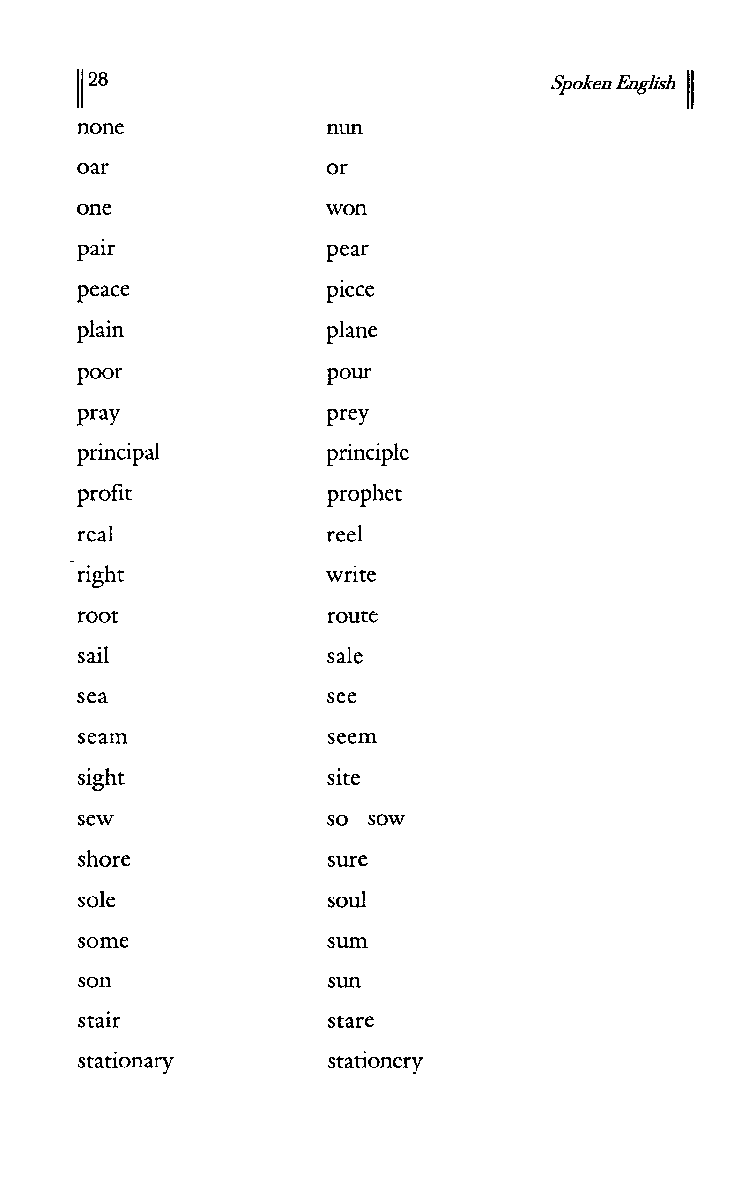 28 Spoken English
none nun
oar or
one won
pair pear
peace piece
plain plane
poor pour
pray prey
principal principle
profit prophet
real reel
right write
root route
sail sale
sea see
seam seem
sight site
sew so sow
shore sure
sole soul
some sum
son sun
stair stare
stationary stationery